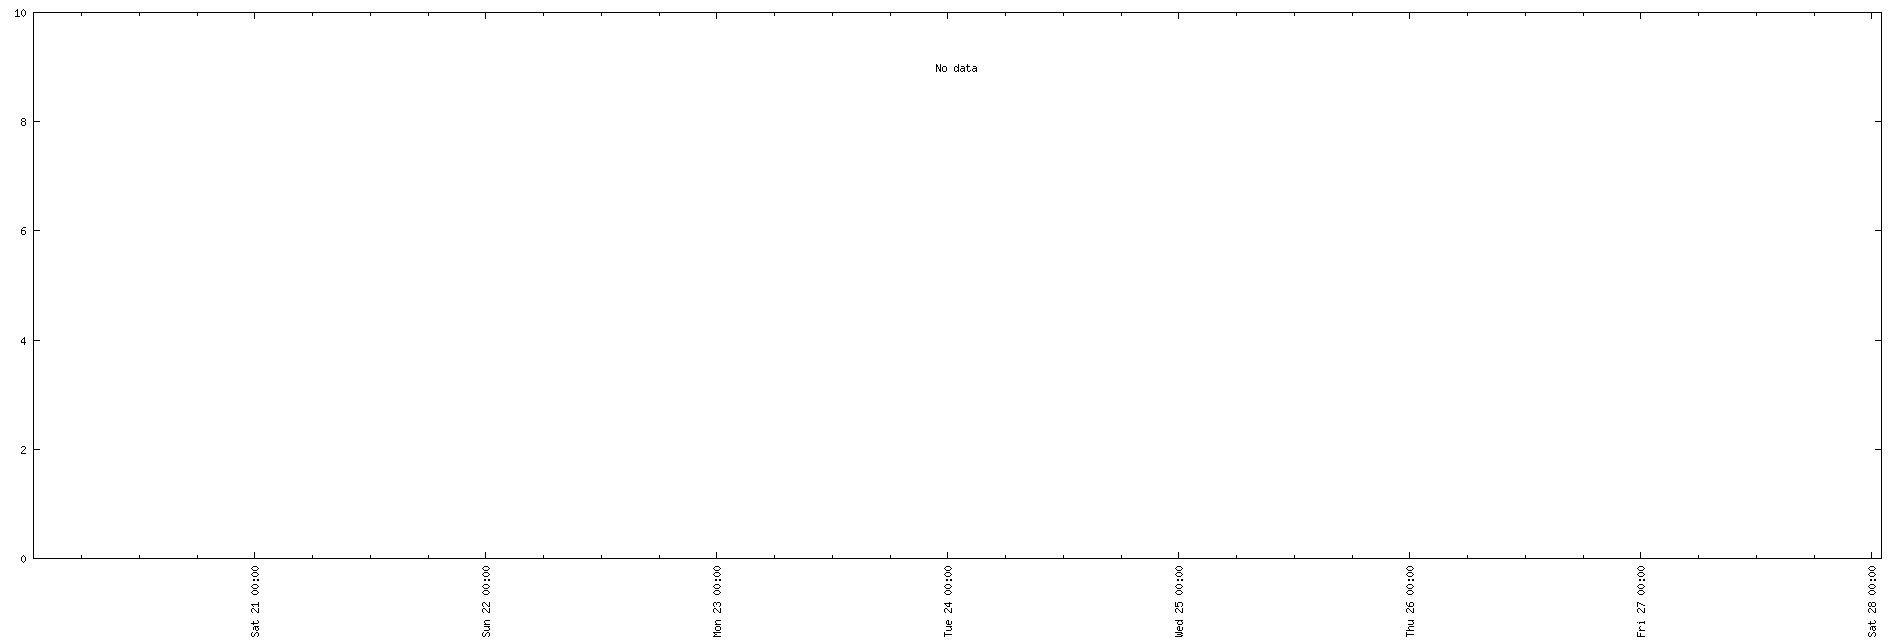 10
No data
8
6
4
2
0
Sat 21 00:00
Sun 22 00:00
Mon 23 00:00
Tue 24 00:00
Wed 25 00:00
Thu 26 00:00
Fri 27 00:00
Sat 28 00:00